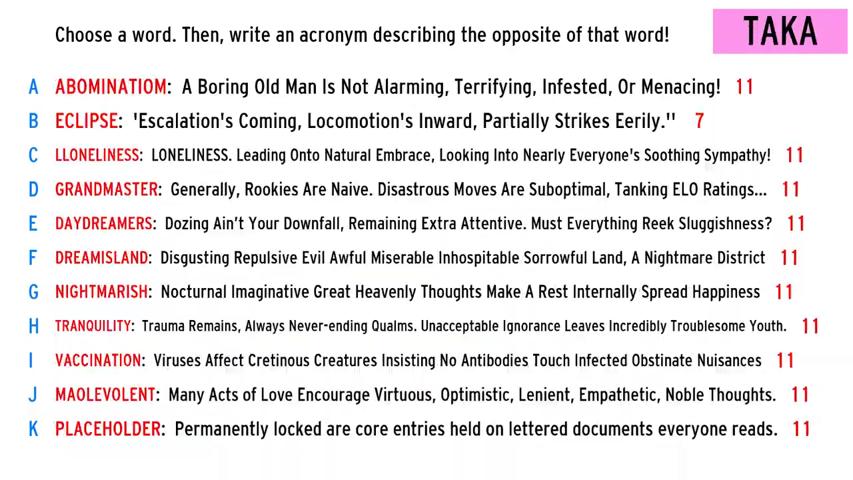 Choose a word. Then, write an acronym describing the opposite of that word!
TAKA
A ABOMINATIOM: A Boring Old Man Is Not Alarming, Terrifying, Infested, Or Menacing! 11
B ECLIPSE: 'Escalation's Coming, Locomotion's Inward, Partially Strikes Eerily.'' 7
C LLONELINESS: LONELINESS. Leading Onto Natural Embrace, Looking Into Nearly Everyone's Soothing Sympathy! 11
D GRANDMASTER: Generally, Rookies Are Naive. Disastrous Moves Are Suboptimal, Tanking ELO Ratings... 11
E DAYDREAMERS: Dozing Ain't Your Downfall, Remaining Extra Attentive. Must Everything Reek Sluggishness? 11
F DREAMISLAND: Disgusting Repulsive Evil Awful Miserable Inhospitable Sorrowful Land, A Nightmare District 11
G NIGHTMARISH: Nocturnal Imaginative Great Heavenly Thoughts Make A Rest Internally Spread Happiness 11
H TRANQUILITY: Trauma Remains, Always Never-ending Qualms. Unacceptable Ignorance Leaves Incredibly Troublesome Youth. 11
I VACCINATION: Viruses Affect Cretinous Creatures Insisting No Antibodies Touch Infected Obstinate Nuisances 11
J MAOLEVOLENT: Many Acts of Love Encourage Virtuous, Optimistic, Lenient, Empathetic, Noble Thoughts. 11
K PLACEHOLDER: Permanently locked are core entries held on lettered documents everyone reads. 11